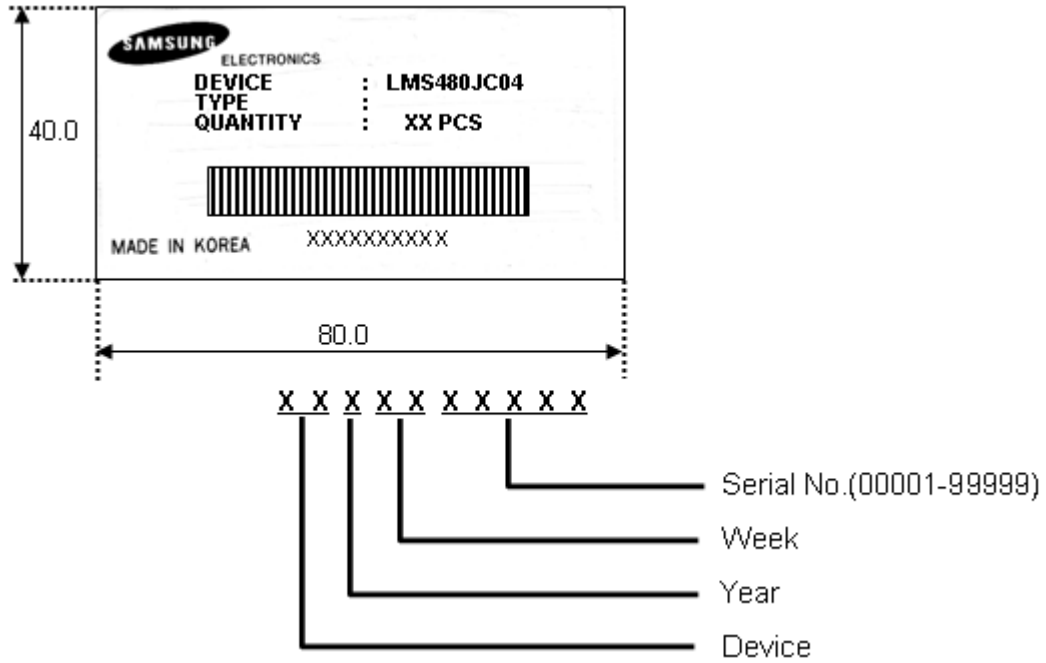 SAMSUNG
ELECTRONICS
DEVICE : LMS480JC04
TYPE :
QUANTITY : XX PCS
40.0
XXXXXXXXXX
MADE IN KOREA
80.0
X X X X X X X X X X
Serial No.(00001-99999)
Week
Year
Device